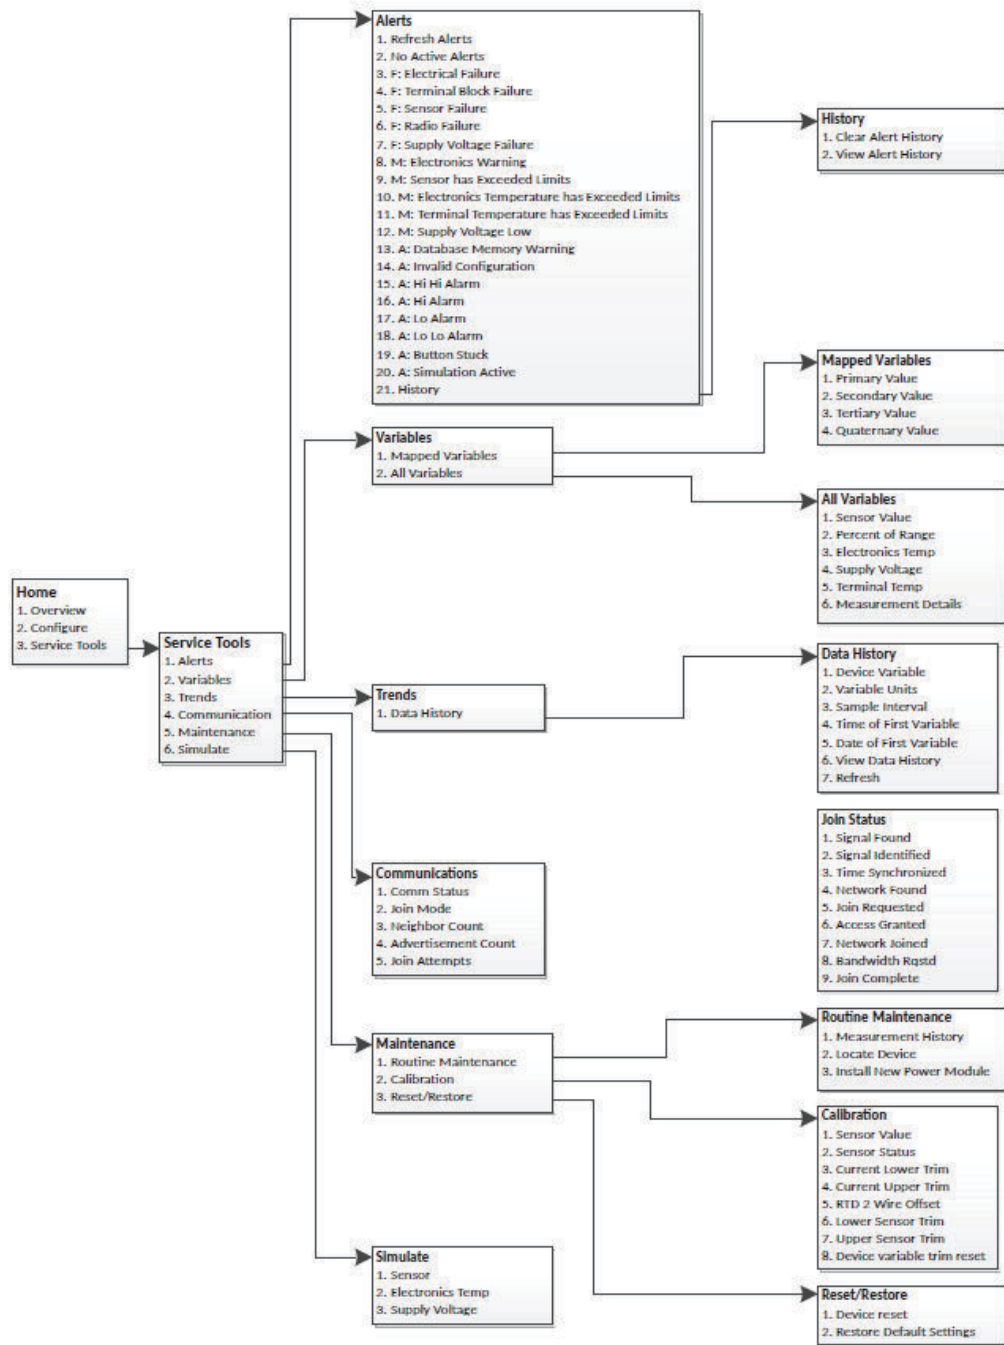 Home
1. Overview
2. Configure
3. Service Tools
Service Tools
1. Alerts
2. Variables
3. Trends
4. Communication
5. Maintenance
6. Simulate
Alerts
1. Refresh Alerts
2. No Active Alerts
3. F: Electrical Failure
4. F: Terminal Block Failure
5. F: Sensor Failure
6. F: Radio Failure
7. F: Supply Voltage Failure
8. M: Electronics Warning
9. M: Sensor has Exceeded Limits
10. M: Electronics Temperature has Exceeded Limits
11. M: Terminal Temperature has Exceeded Limits
12. M: Supply Voltage Low
13. A: Database Memory Warning
14. A: Invalid Configuration
15. A: Hi Hi Alarm
16. A: Hi Alarm
17. A: Lo Alarm
18. A: Lo Lo Alarm
19. A: Button Stuck
20. A: Simulation Active
21. History
Variables
1. Mapped Variables
2. All Variables
Trends
1. Data History
Communications
1. Comm Status
2. Join Mode
3. Neighbor Count
4. Advertisement Count
5. Join Attempts
Maintenance
1. Routine Maintenance
2. Calibration
3. Reset/Restore
Simulate
1. Sensor
2. Electronics Temp
3. Supply Voltage
History
1. Clear Alert History
2. View Alert History
Mapped Variables
1. Primary Value
2. Secondary Value
3. Tertiary Value
4. Quaternary Value
All Variables
1. Sensor Value
2. Percent of Range
3. Electronics Temp
4. Supply Voltage
5. Terminal Temp
6. Measurement Details
Data History
1. Device Variable
2. Variable Units
3. Sample Interval
4. Time of First Variable
5. Date of First Variable
6. View Data History
7. Refresh
Join Status
1. Signal Found
2. Signal Identified
3. Time Synchronized
4. Network Found
5. Join Requested
6. Access Granted
7. Network Joined
8. Bandwidth Rqstd
9. Join Complete
Routine Maintenance
1. Measurement History
2. Locate Device
3. Install New Power Module
Calibration
1. Sensor Value
2. Sensor Status
3. Current Lower Trim
4. Current Upper Trim
5. RTD 2 Wire Offset
6. Lower Sensor Trim
7. Upper Sensor Trim
8. Device variable trim reset
Reset/Restore
1. Device reset
2. Restore Default Settings